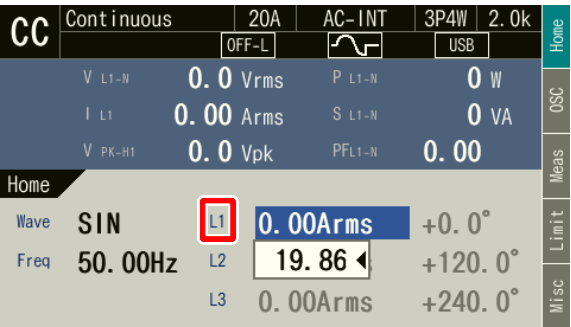 CC Continuous 20A AC-INT 3P4W 2.0k
OFF-L USB
V L1-N 0.0 Vrms P L1-N 0 W
I L1 0.00 Arms S L1-N 0 VA
V PK-H1 0.0 Vpk PFL1-N 0.00
Home
Wave SIN L1 0.00Arms +0.0°
Freq 50.00Hz L2 19.86 +120.0°
L3 0.00Arms +240.0°
Home
OSC
Meas
Limit
Misc